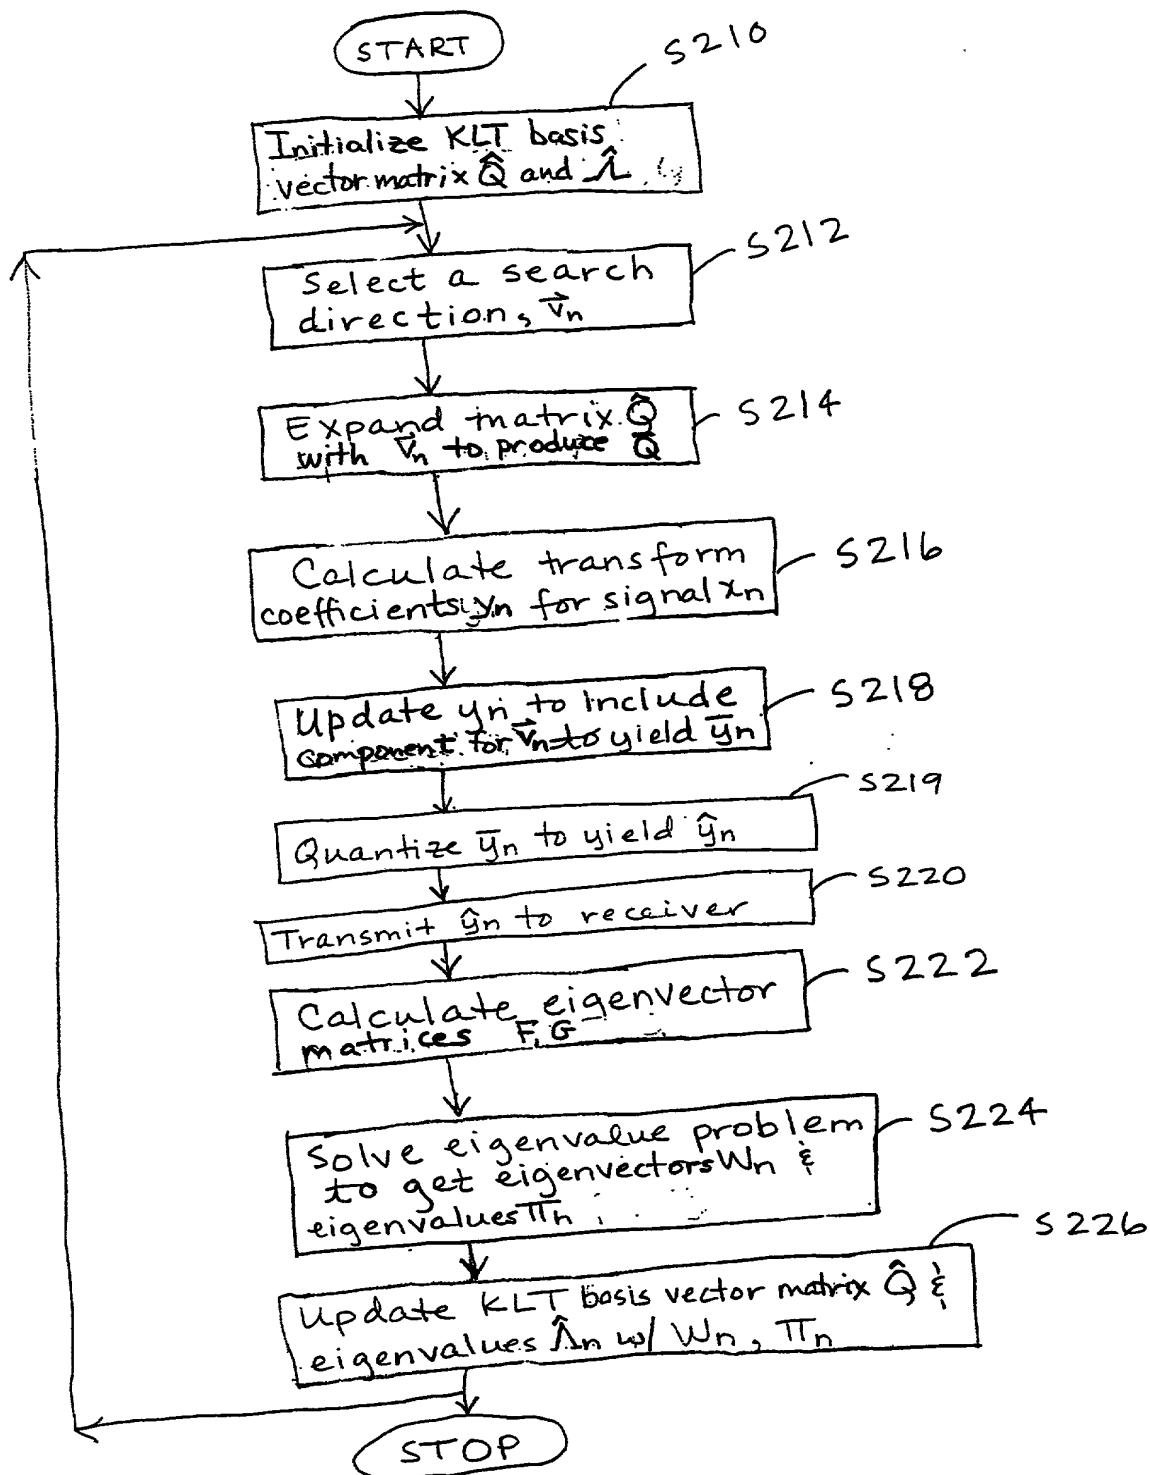 START
S210
Initialize KLT basis
vector matrix Q̂ and Λ̂
S212
Select a search
direction, v⃗n
S214
Expand matrix Q̂
with v⃗n to produce Q̄
S216
Calculate transform
coefficients yn for signal xn
S218
Update yn to include
component for v⃗n to yield ȳn
S219
Quantize ȳn to yield ŷn
S220
Transmit ŷn to receiver
S222
Calculate eigenvector
matrices F, G
S224
Solve eigenvalue problem
to get eigenvectors Wn &
eigenvalues Πn
S226
Update KLT basis vector matrix Q̂ &
eigenvalues Λ̂n w/ Wn, Πn
STOP